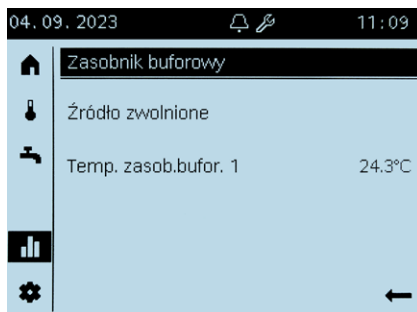 04. 09. 2023 11:09
Zasobnik buforowy
Źródło zwolnione
Temp. zasob.bufor. 1 24.3°C